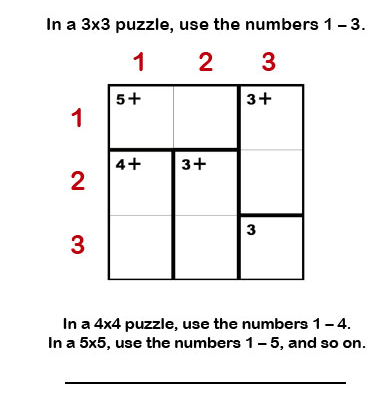 In a 3x3 puzzle, use the numbers 1 – 3.
1 2 3
1 5+ 3+
2 4+ 3+
3 3
In a 4x4 puzzle, use the numbers 1 – 4.
In a 5x5, use the numbers 1 – 5, and so on.